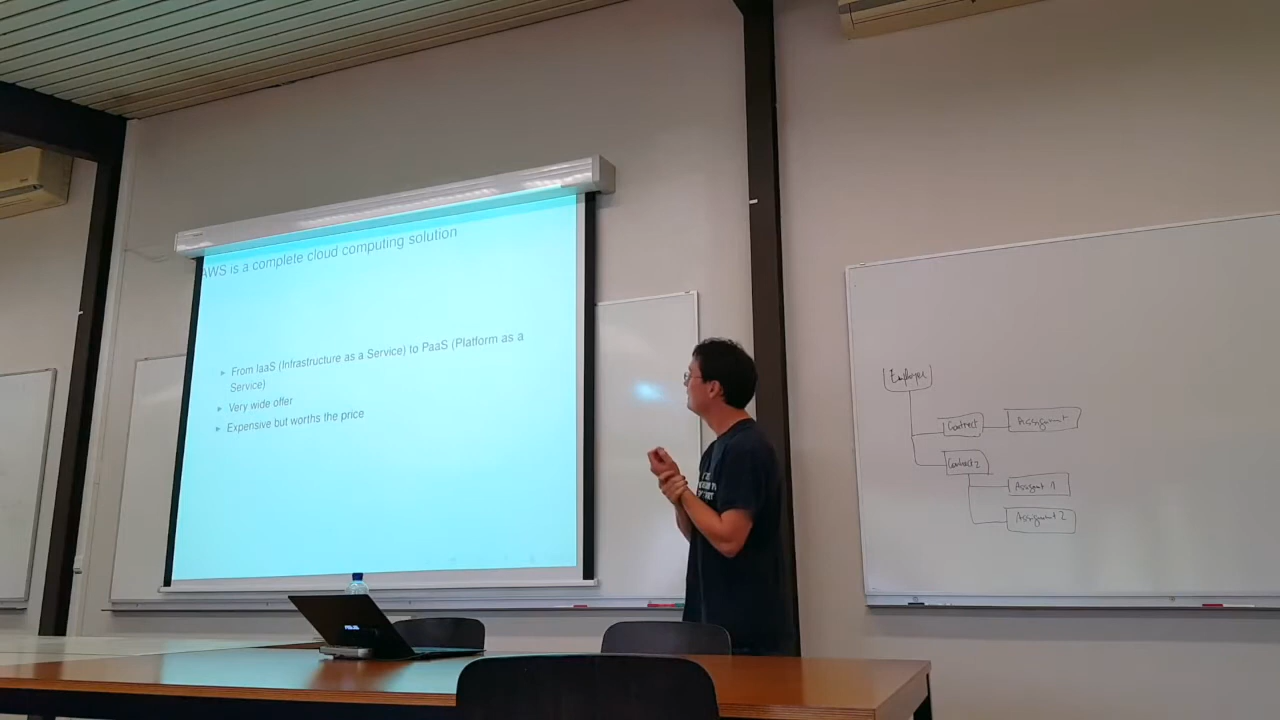 AWS is a complete cloud computing solution
From IaaS (Infrastructure as a Service) to PaaS (Platform as a
Service)
Very wide offer
Expensive but worths the price
Employee
Contract
Assignment
Contract 2
Assignt 1
Assignment 2